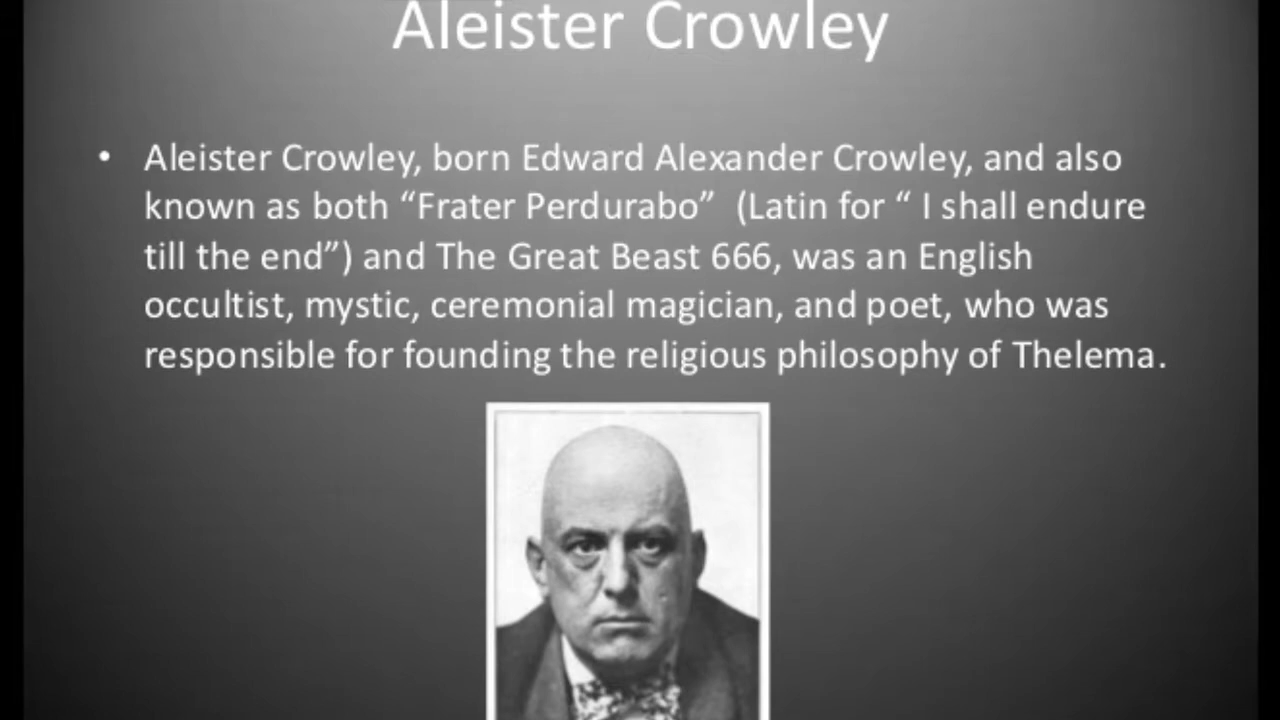 Aleister Crowley
• Aleister Crowley, born Edward Alexander Crowley, and also
known as both “Frater Perdurabo” (Latin for “ I shall endure
till the end”) and The Great Beast 666, was an English
occultist, mystic, ceremonial magician, and poet, who was
responsible for founding the religious philosophy of Thelema.